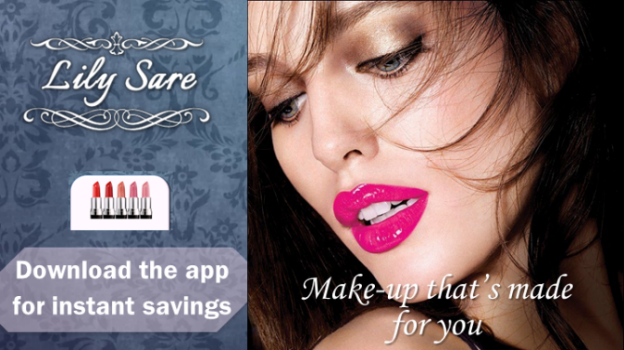 Lily Sare
Download the app
for instant savings
Make-up that's made
for you